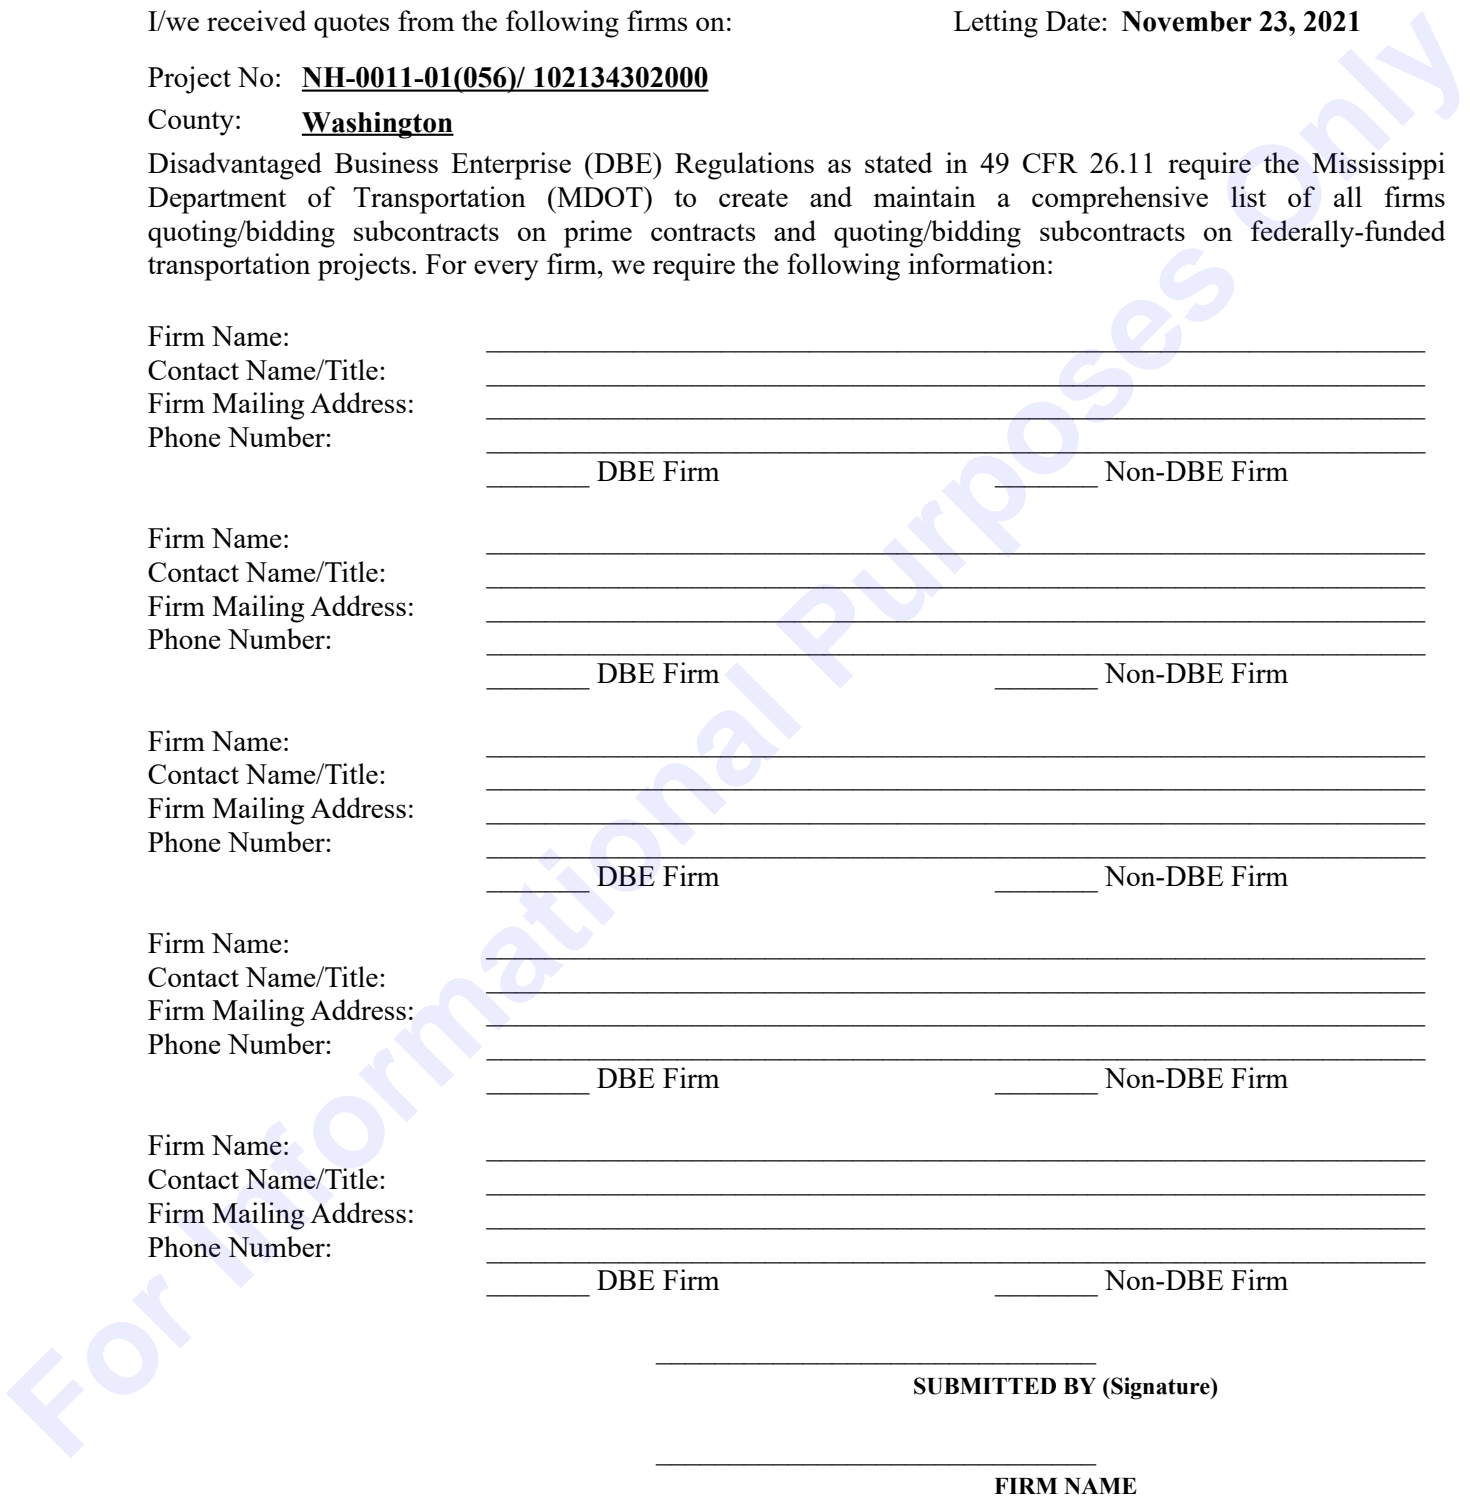 I/we received quotes from the following firms on: Letting Date: November 23, 2021
Project No: NH-0011-01(056)/ 102134302000
County: Washington
Disadvantaged Business Enterprise (DBE) Regulations as stated in 49 CFR 26.11 require the Mississippi
Department of Transportation (MDOT) to create and maintain a comprehensive list of all firms
quoting/bidding subcontracts on prime contracts and quoting/bidding subcontracts on federally-funded
transportation projects. For every firm, we require the following information:
Firm Name:
Contact Name/Title:
Firm Mailing Address:
Phone Number:
DBE Firm Non-DBE Firm
Firm Name:
Contact Name/Title:
Firm Mailing Address:
Phone Number:
DBE Firm Non-DBE Firm
Firm Name:
Contact Name/Title:
Firm Mailing Address:
Phone Number:
DBE Firm Non-DBE Firm
Firm Name:
Contact Name/Title:
Firm Mailing Address:
Phone Number:
DBE Firm Non-DBE Firm
Firm Name:
Contact Name/Title:
Firm Mailing Address:
Phone Number:
DBE Firm Non-DBE Firm
SUBMITTED BY (Signature)
FIRM NAME
For Informational Purposes Only